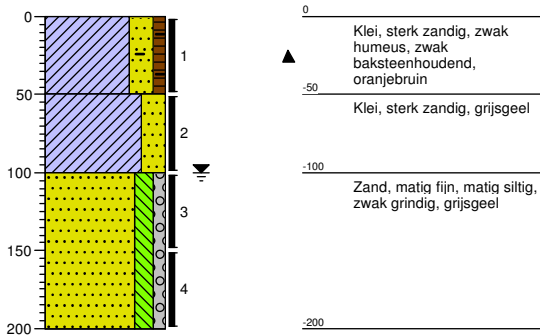 0
50
100
150
200
1
2
3
4
0
Klei, sterk zandig, zwak
humeus, zwak
baksteenhoudend,
oranjebruin
-50
Klei, sterk zandig, grijsgeel
-100
Zand, matig fijn, matig siltig,
zwak grindig, grijsgeel
-200